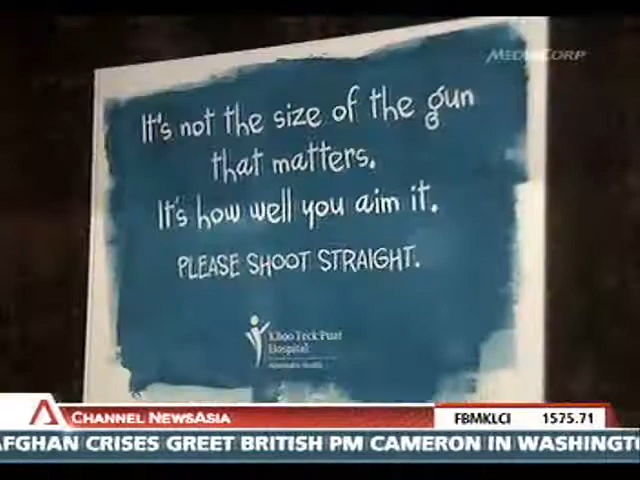 MEDIACORP
It's not the size of the gun
that matters.
It's how well you aim it.
PLEASE SHOOT STRAIGHT.
Khoo Teck Puat
Hospital
CHANNEL NEWSASIA
FBMKLCI 1575.71
AFGHAN CRISES GREET BRITISH PM CAMERON IN WASHINGT